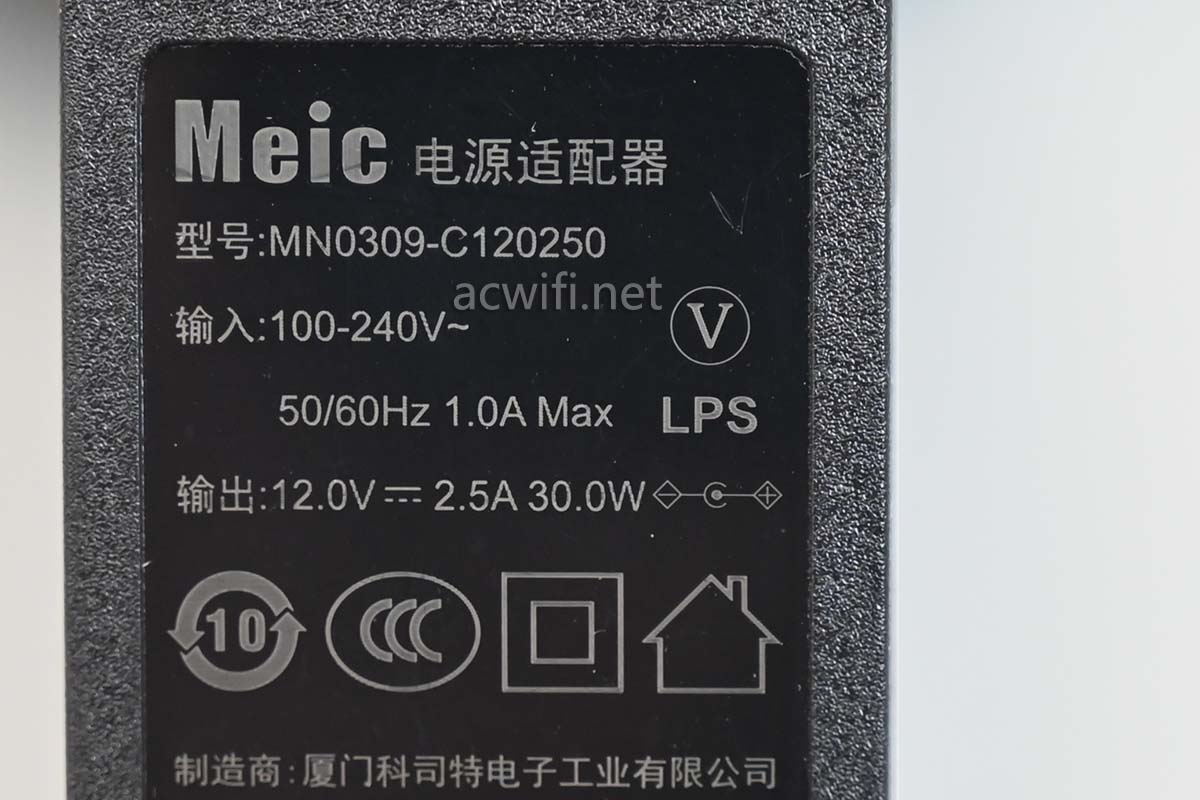 Meic 电源适配器
型号:MN0309-C120250
acwifi.net
输入:100-240V~
V
50/60Hz 1.0A Max
LPS
输出:12.0V⎓2.5A 30.0W
10 CCC
制造商:厦门科司特电子工业有限公司